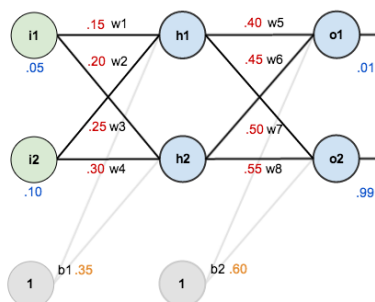 .15 w1
.40 w5
i1
h1
o1
.20 w2
.45 w6
.05
.01
.25 w3
.50 w7
i2
h2
o2
.30 w4
.55 w8
.10
.99
b1 .35
b2 .60
1
1